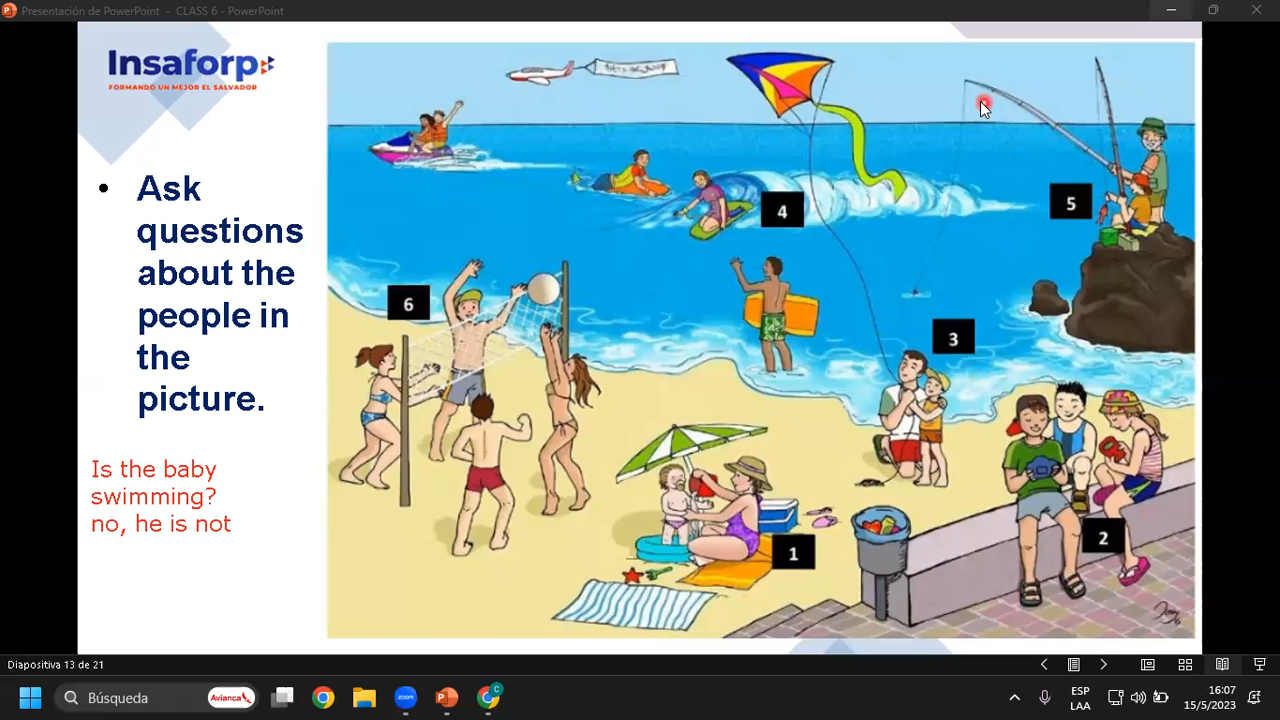 Presentación de PowerPoint - CLASS 6 - PowerPoint
Insaforp
FORMANDO UN MEJOR EL SALVADOR
• Ask
questions
about the
people in
the
picture.
Is the baby
swimming?
no, he is not
4
5
6
3
2
1
Diapositiva 13 de 21
Búsqueda
Avianca
zoom
C
ESP
LAA
16:07
15/5/2023